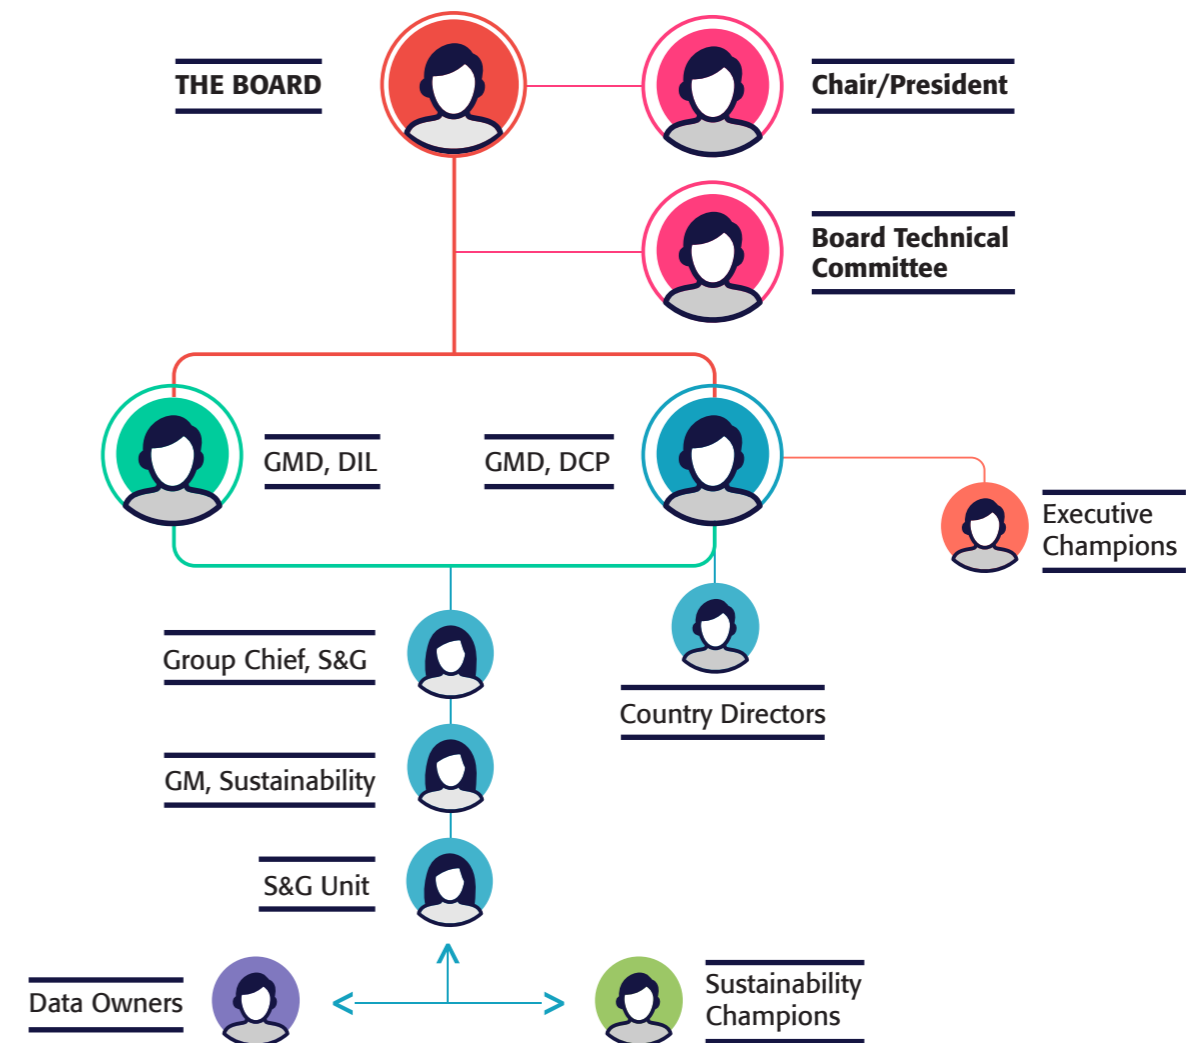 THE BOARD
Chair/President
Board Technical
Committee
GMD, DIL
GMD, DCP
Executive
Champions
Group Chief, S&G
Country Directors
GM, Sustainability
S&G Unit
Data Owners
Sustainability
Champions